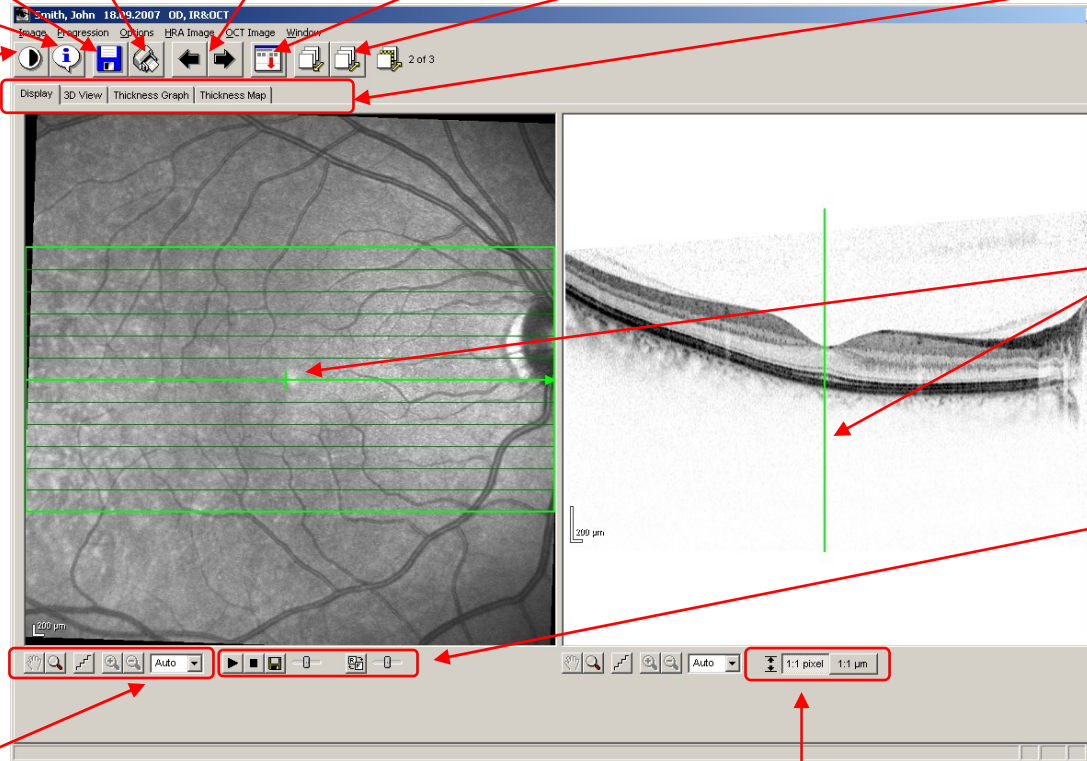 Smith, John 18.09.2007 OD, IR&OCT
Image Progression Options HRA Image OCT Image Window
2 of 3
Display 3D View Thickness Graph Thickness Map
200 µm
200 µm
Auto
Auto 1:1 pixel 1:1 µm